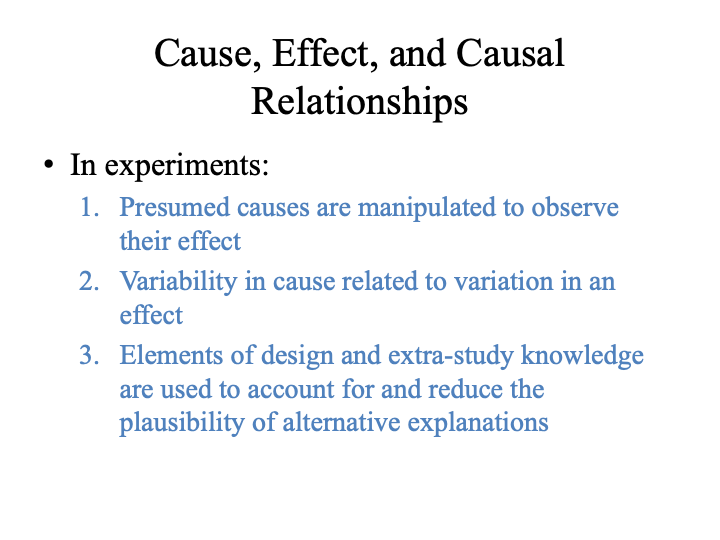 Cause, Effect, and Causal
Relationships
• In experiments:
1. Presumed causes are manipulated to observe
their effect
2. Variability in cause related to variation in an
effect
3. Elements of design and extra-study knowledge
are used to account for and reduce the
plausibility of alternative explanations